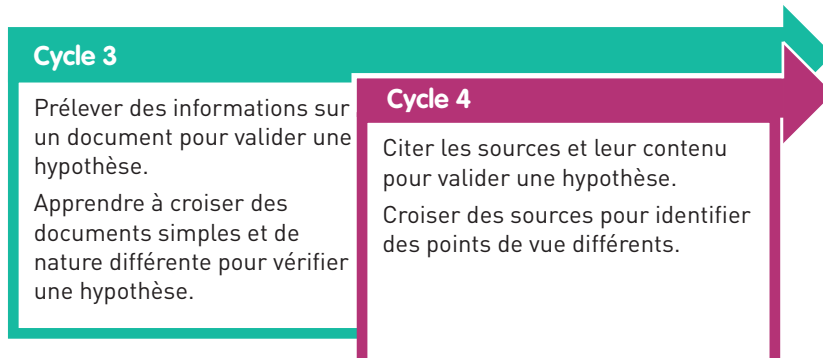 Cycle 3
Prélever des informations sur
un document pour valider une
hypothèse.
Apprendre à croiser des
documents simples et de
nature différente pour vérifier
une hypothèse.
Cycle 4
Citer les sources et leur contenu
pour valider une hypothèse.
Croiser des sources pour identifier
des points de vue différents.